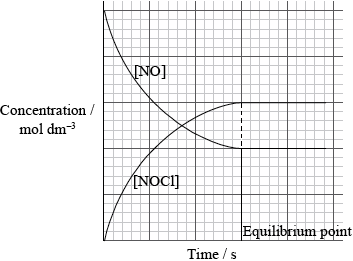 [NO]
Concentration /
mol dm⁻³
[NOCl]
Equilibrium point
Time / s